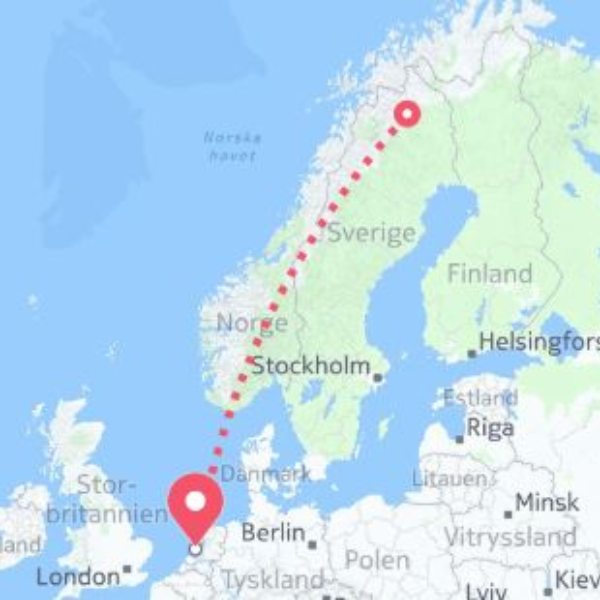 Norska
havet
Sverige
Finland
Norge
Helsingfors
Stockholm
Estland
Riga
Danmark
Litauen
Stor-
britannien
Minsk
land
Berlin
Vitryssland
Polen
London
Tyskland
Kiev
Lviv